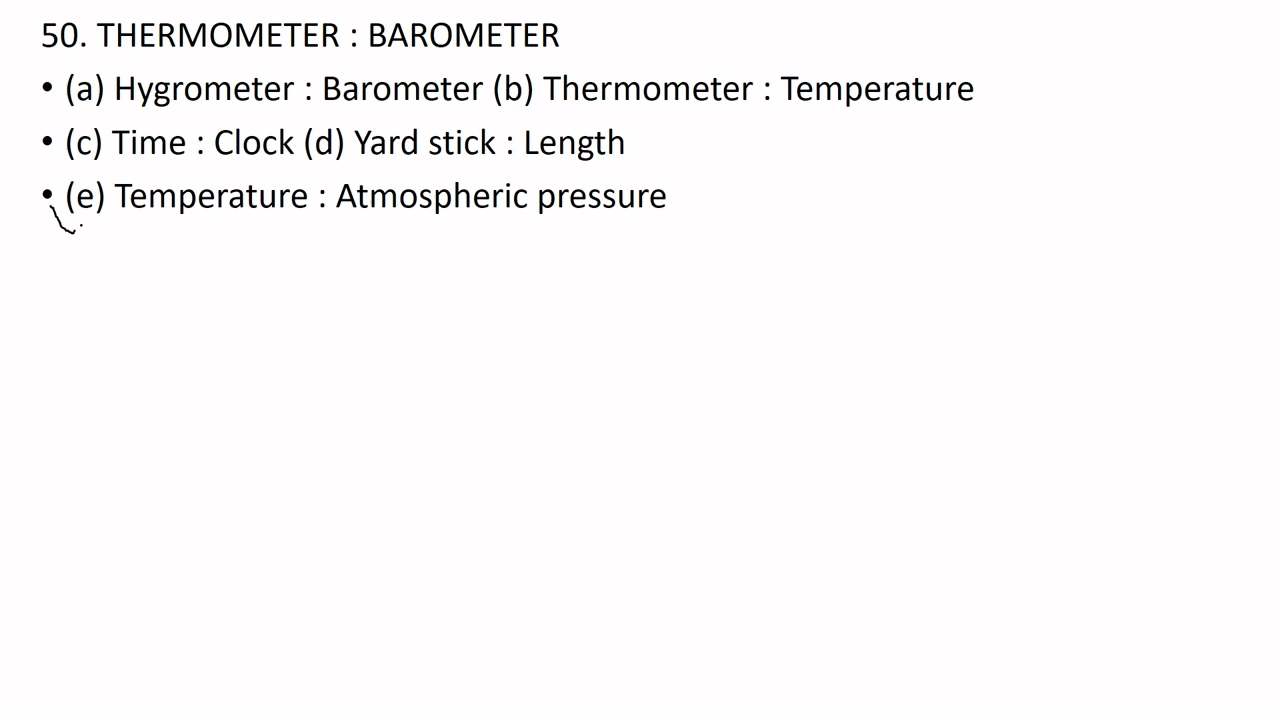 50. THERMOMETER : BAROMETER
• (a) Hygrometer : Barometer (b) Thermometer : Temperature
• (c) Time : Clock (d) Yard stick : Length
• (e) Temperature : Atmospheric pressure